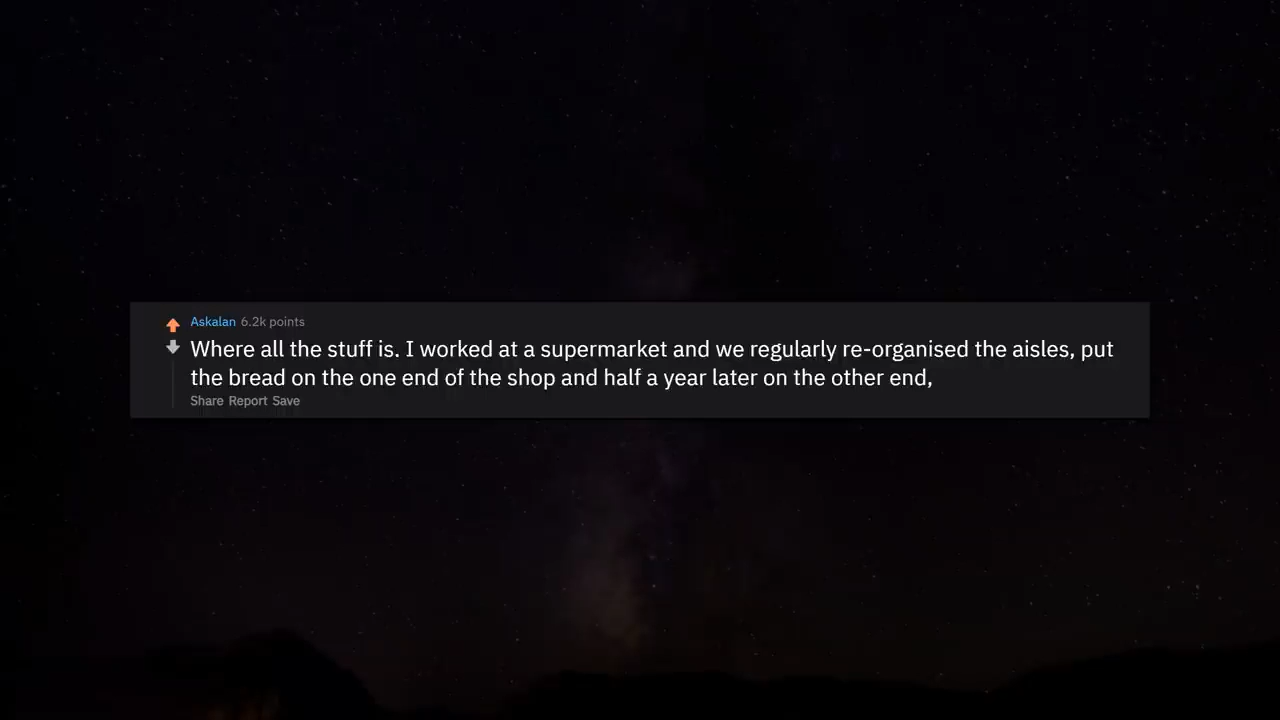 Askalan 6.2k points
Where all the stuff is. I worked at a supermarket and we regularly re-organised the aisles, put
the bread on the one end of the shop and half a year later on the other end,
Share Report Save